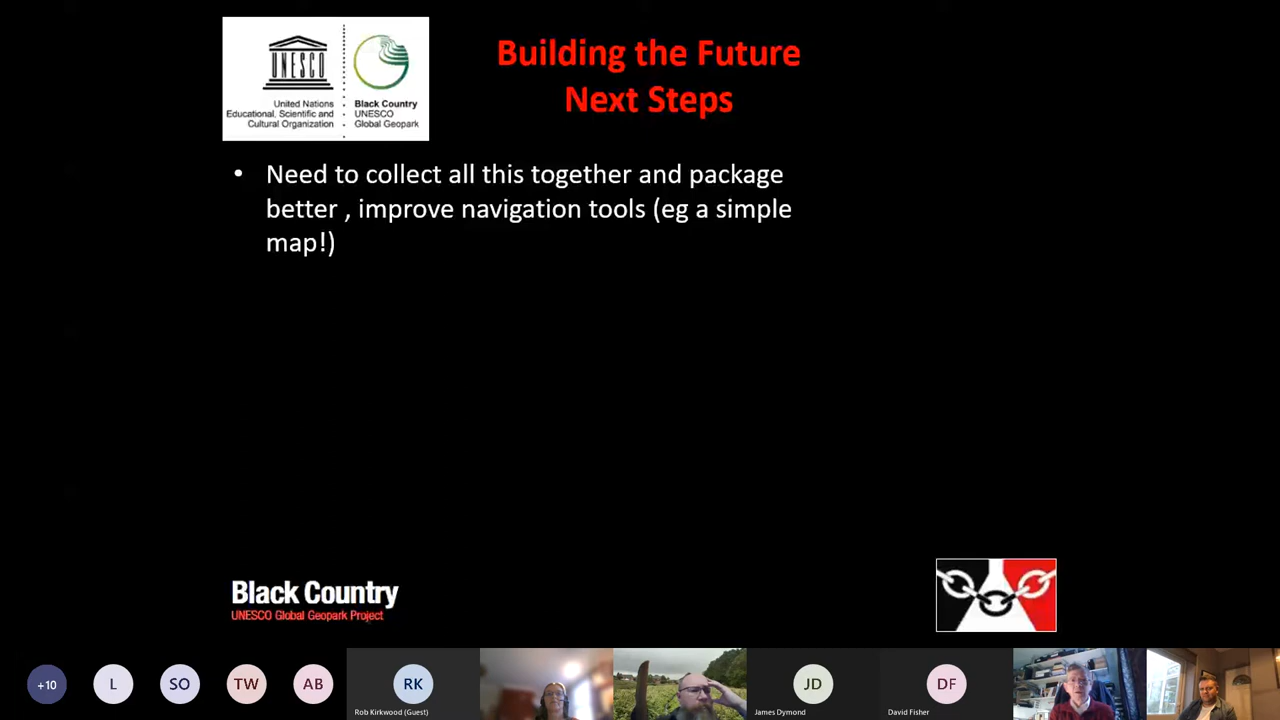 UNESCO
United Nations
Educational, Scientific and
Cultural Organization
Black Country
UNESCO
Global Geopark
Building the Future
Next Steps
• Need to collect all this together and package
better , improve navigation tools (eg a simple
map!)
Black Country
UNESCO Global Geopark Project
+10
L
SO
TW
AB
RK
Rob Kirkwood (Guest)
JD
James Dymond
DF
David Fisher